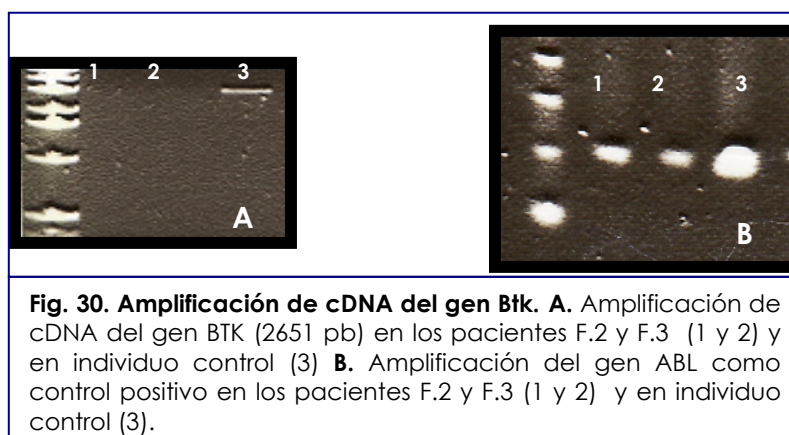 1 2 3
A
1 2 3
B
Fig. 30. Amplificación de cDNA del gen Btk. A. Amplificación de
cDNA del gen BTK (2651 pb) en los pacientes F.2 y F.3 (1 y 2) y
en individuo control (3) B. Amplificación del gen ABL como
control positivo en los pacientes F.2 y F.3 (1 y 2) y en individuo
control (3).